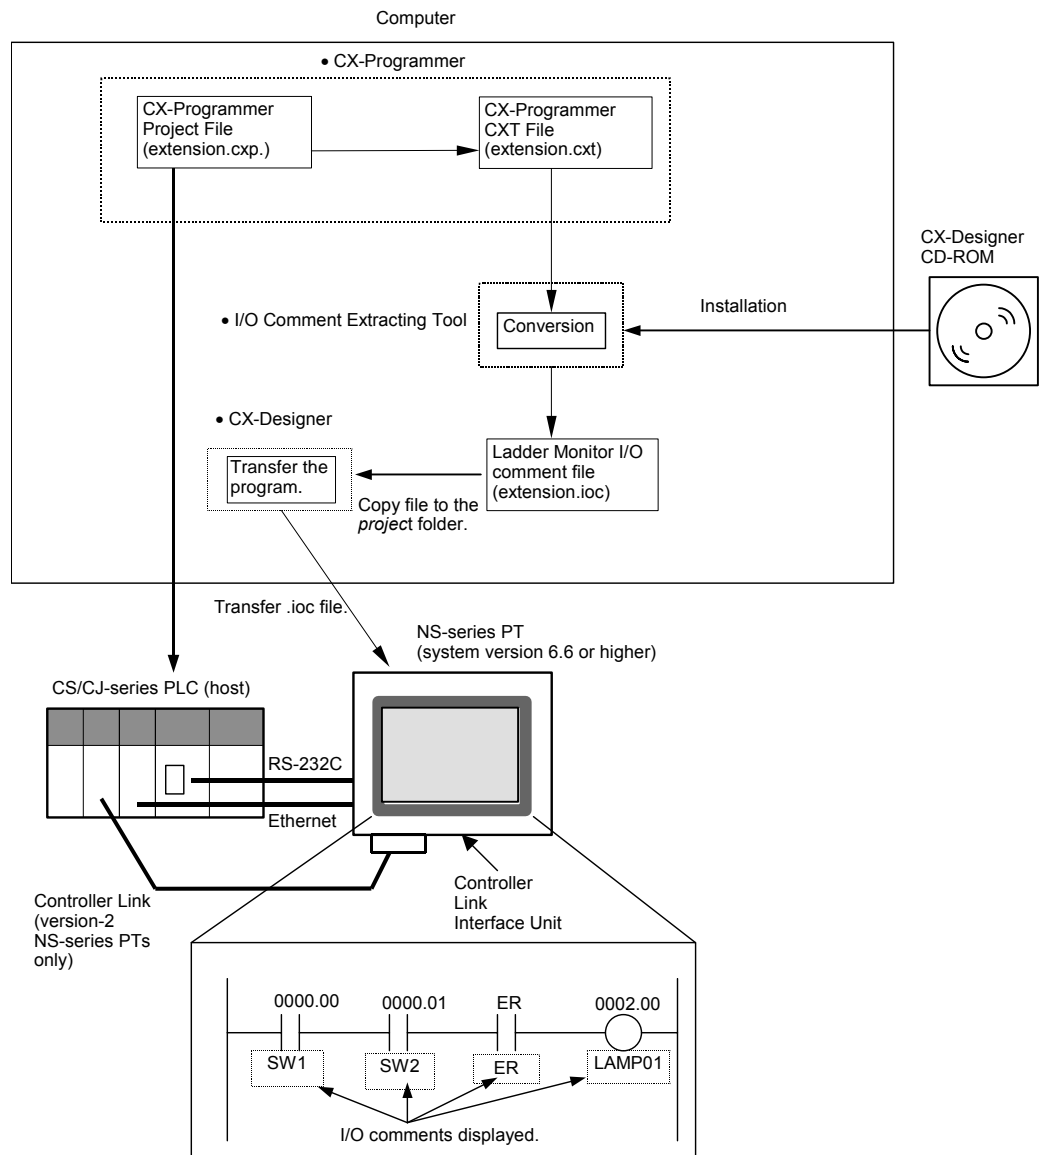 Computer
• CX-Programmer
CX-Programmer
Project File
(extension.cxp.)
CX-Programmer
CXT File
(extension.cxt)
CX-Designer
CD-ROM
Installation
• I/O Comment Extracting Tool
Conversion
• CX-Designer
Transfer the
program.
Ladder Monitor I/O
comment file
(extension.ioc)
Copy file to the
project folder.
Transfer .ioc file.
NS-series PT
(system version 6.6 or higher)
CS/CJ-series PLC (host)
RS-232C
Ethernet
Controller
Link
Interface Unit
Controller Link
(version-2
NS-series PTs
only)
0000.00 0000.01 ER 0002.00
SW1 SW2 ER LAMP01
I/O comments displayed.